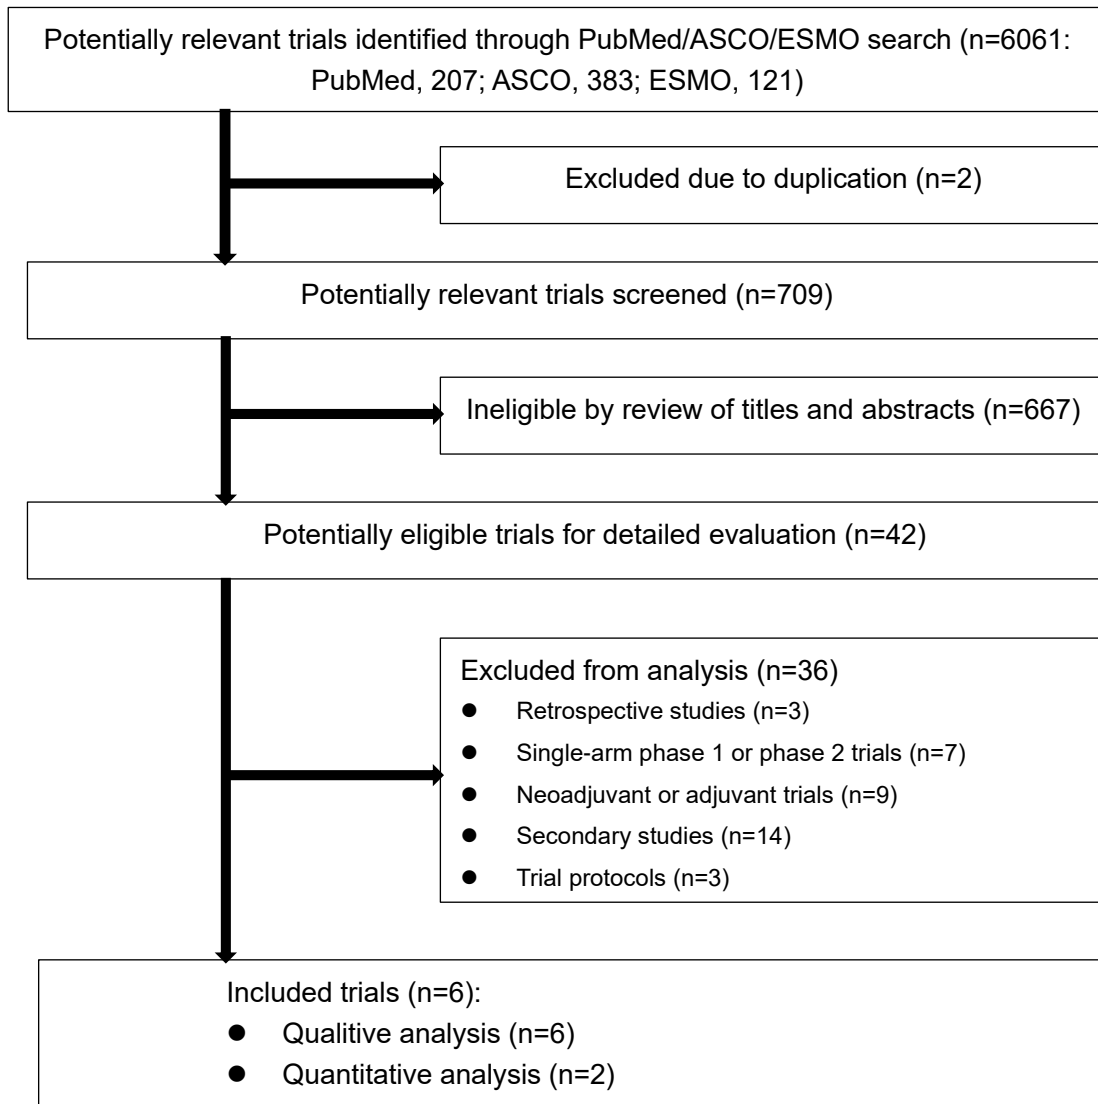 Potentially relevant trials identified through PubMed/ASCO/ESMO search (n=6061:
PubMed, 207; ASCO, 383; ESMO, 121)
Excluded due to duplication (n=2)
Potentially relevant trials screened (n=709)
Ineligible by review of titles and abstracts (n=667)
Potentially eligible trials for detailed evaluation (n=42)
Excluded from analysis (n=36)
● Retrospective studies (n=3)
● Single-arm phase 1 or phase 2 trials (n=7)
● Neoadjuvant or adjuvant trials (n=9)
● Secondary studies (n=14)
● Trial protocols (n=3)
Included trials (n=6):
● Qualitive analysis (n=6)
● Quantitative analysis (n=2)